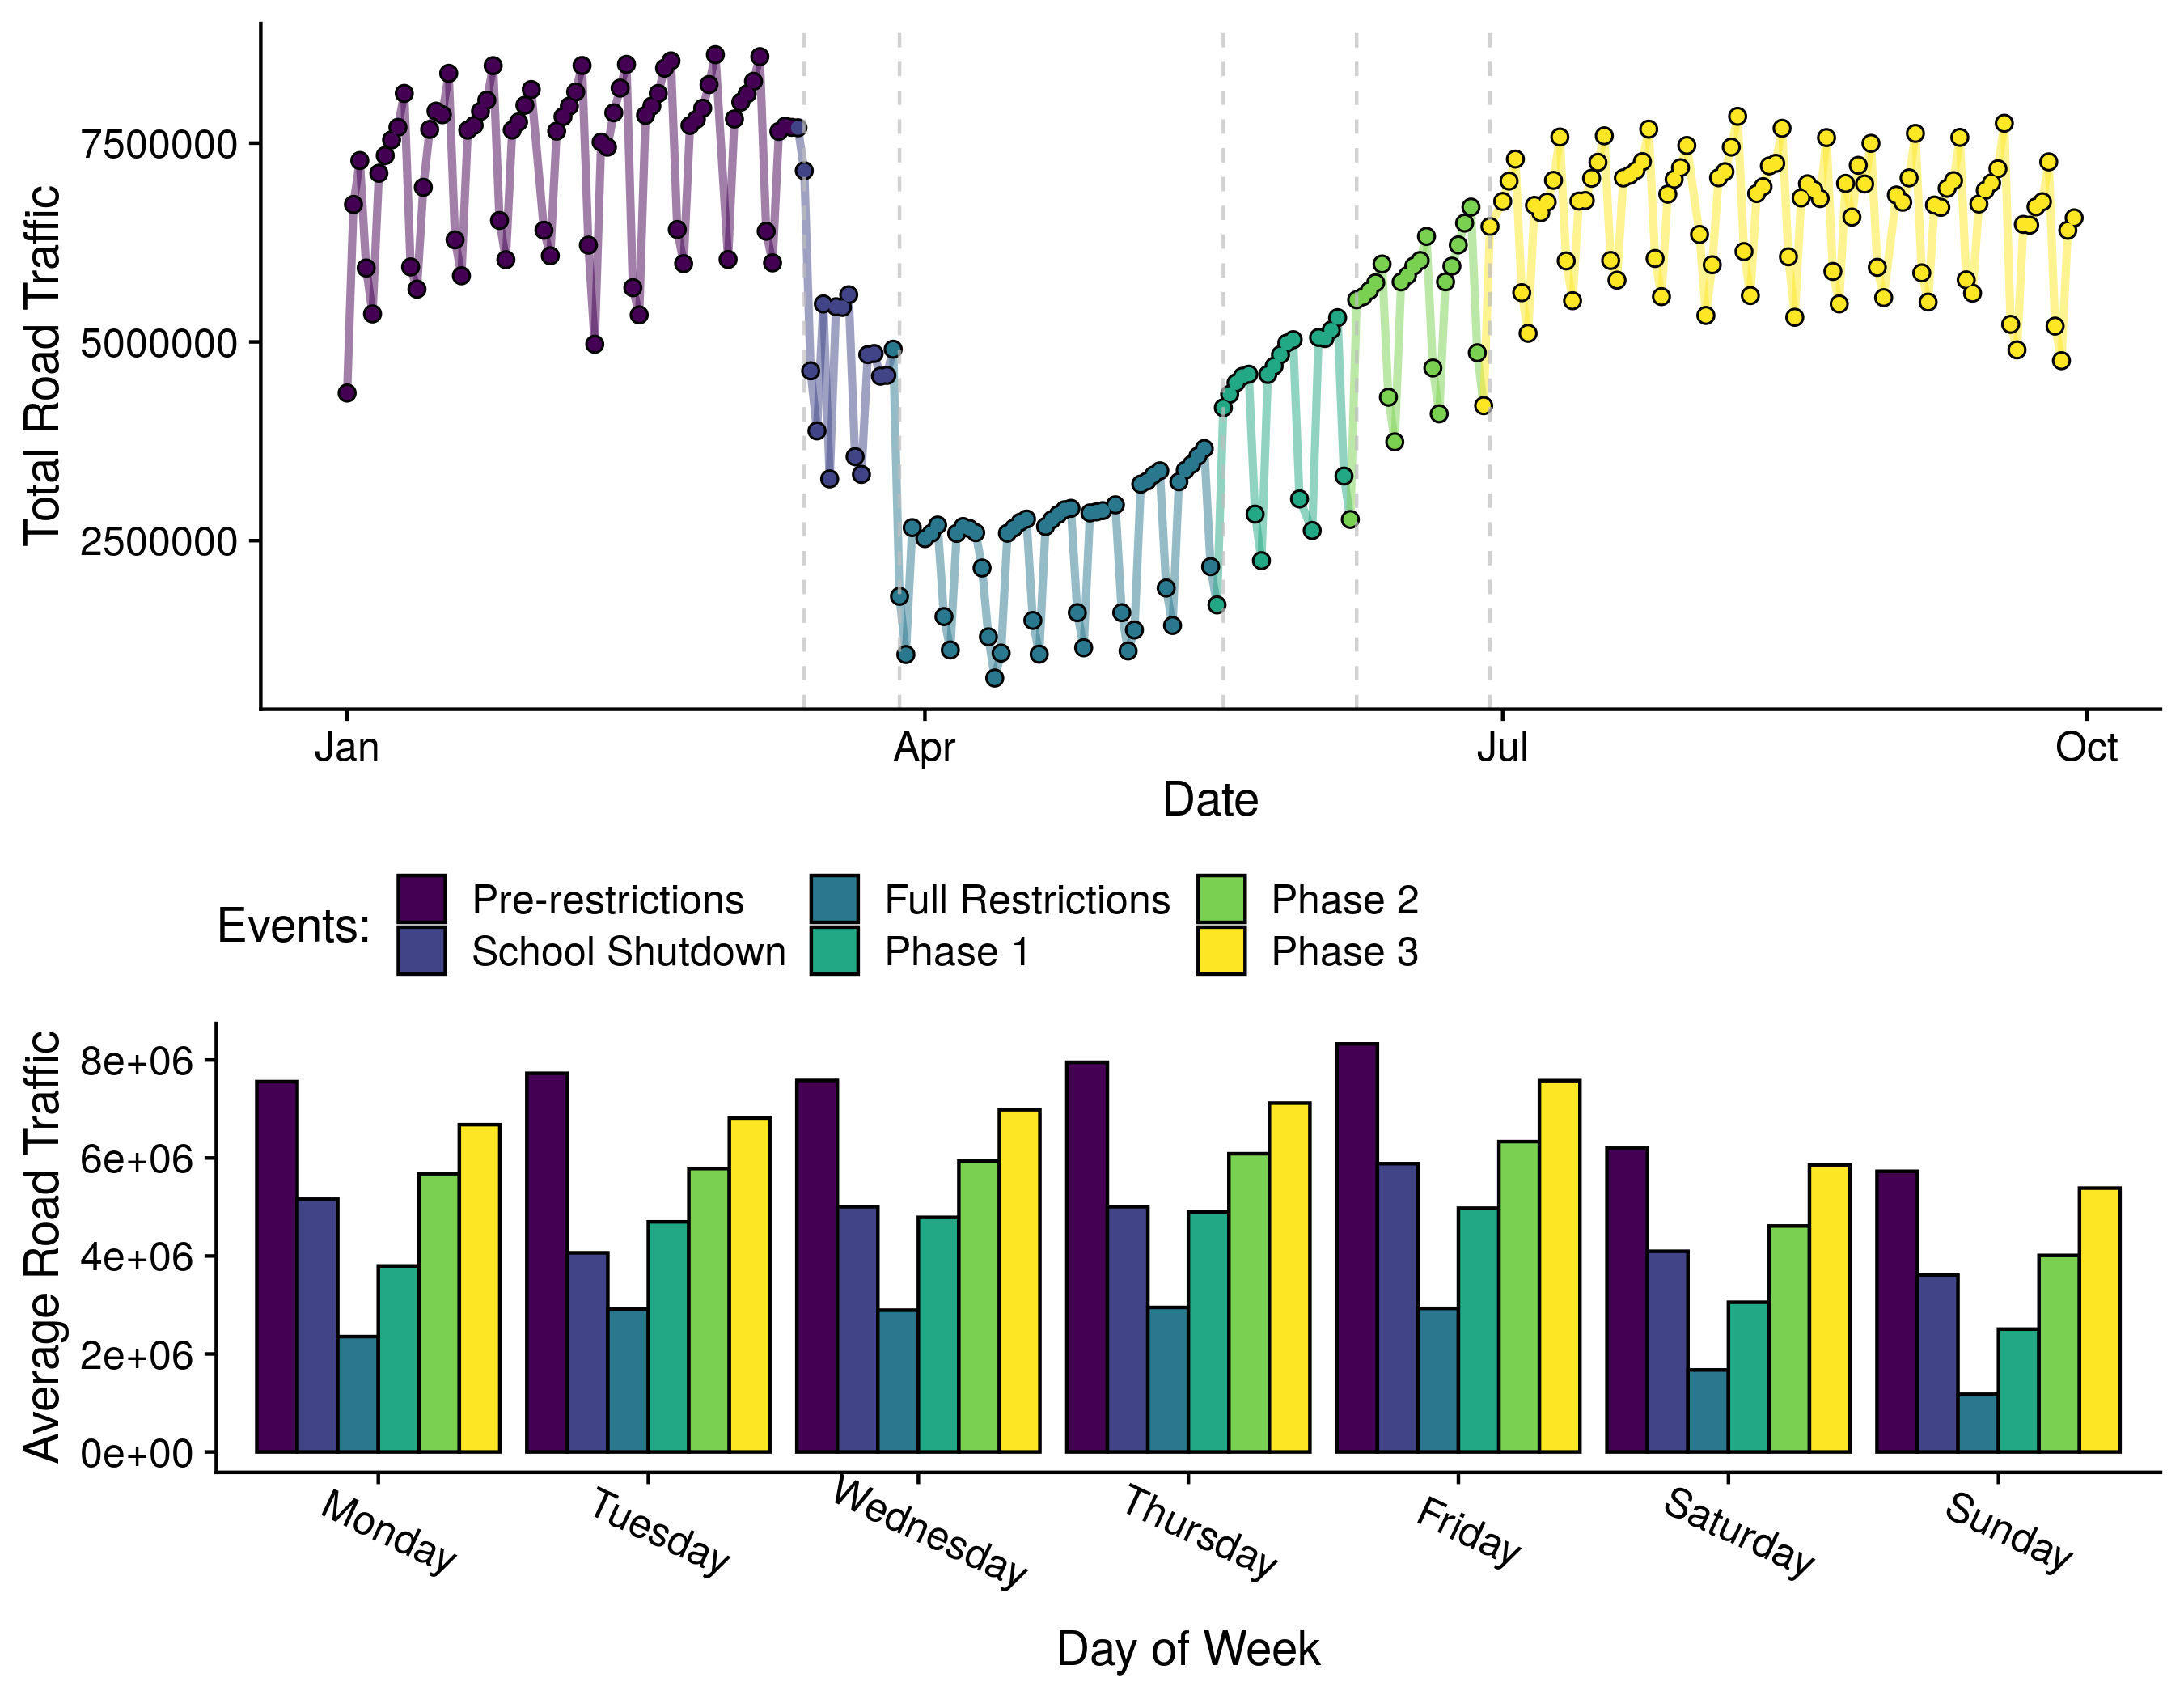 Total Road Traffic
7500000
5000000
2500000
Jan Apr Jul Oct
Date
Events: Pre-restrictions Full Restrictions Phase 2
School Shutdown Phase 1 Phase 3
Average Road Traffic
8e+06
6e+06
4e+06
2e+06
0e+00
Monday Tuesday Wednesday Thursday Friday Saturday Sunday
Day of Week